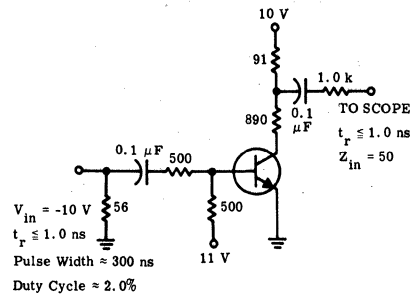 10 V
91
1.0 k
0.1
μF
TO SCOPE
890
t_r ≦ 1.0 ns
Z_in = 50
0.1 μF
500
56
500
11 V
V_in = -10 V
t_r ≦ 1.0 ns
Pulse Width ≈ 300 ns
Duty Cycle ≈ 2.0%